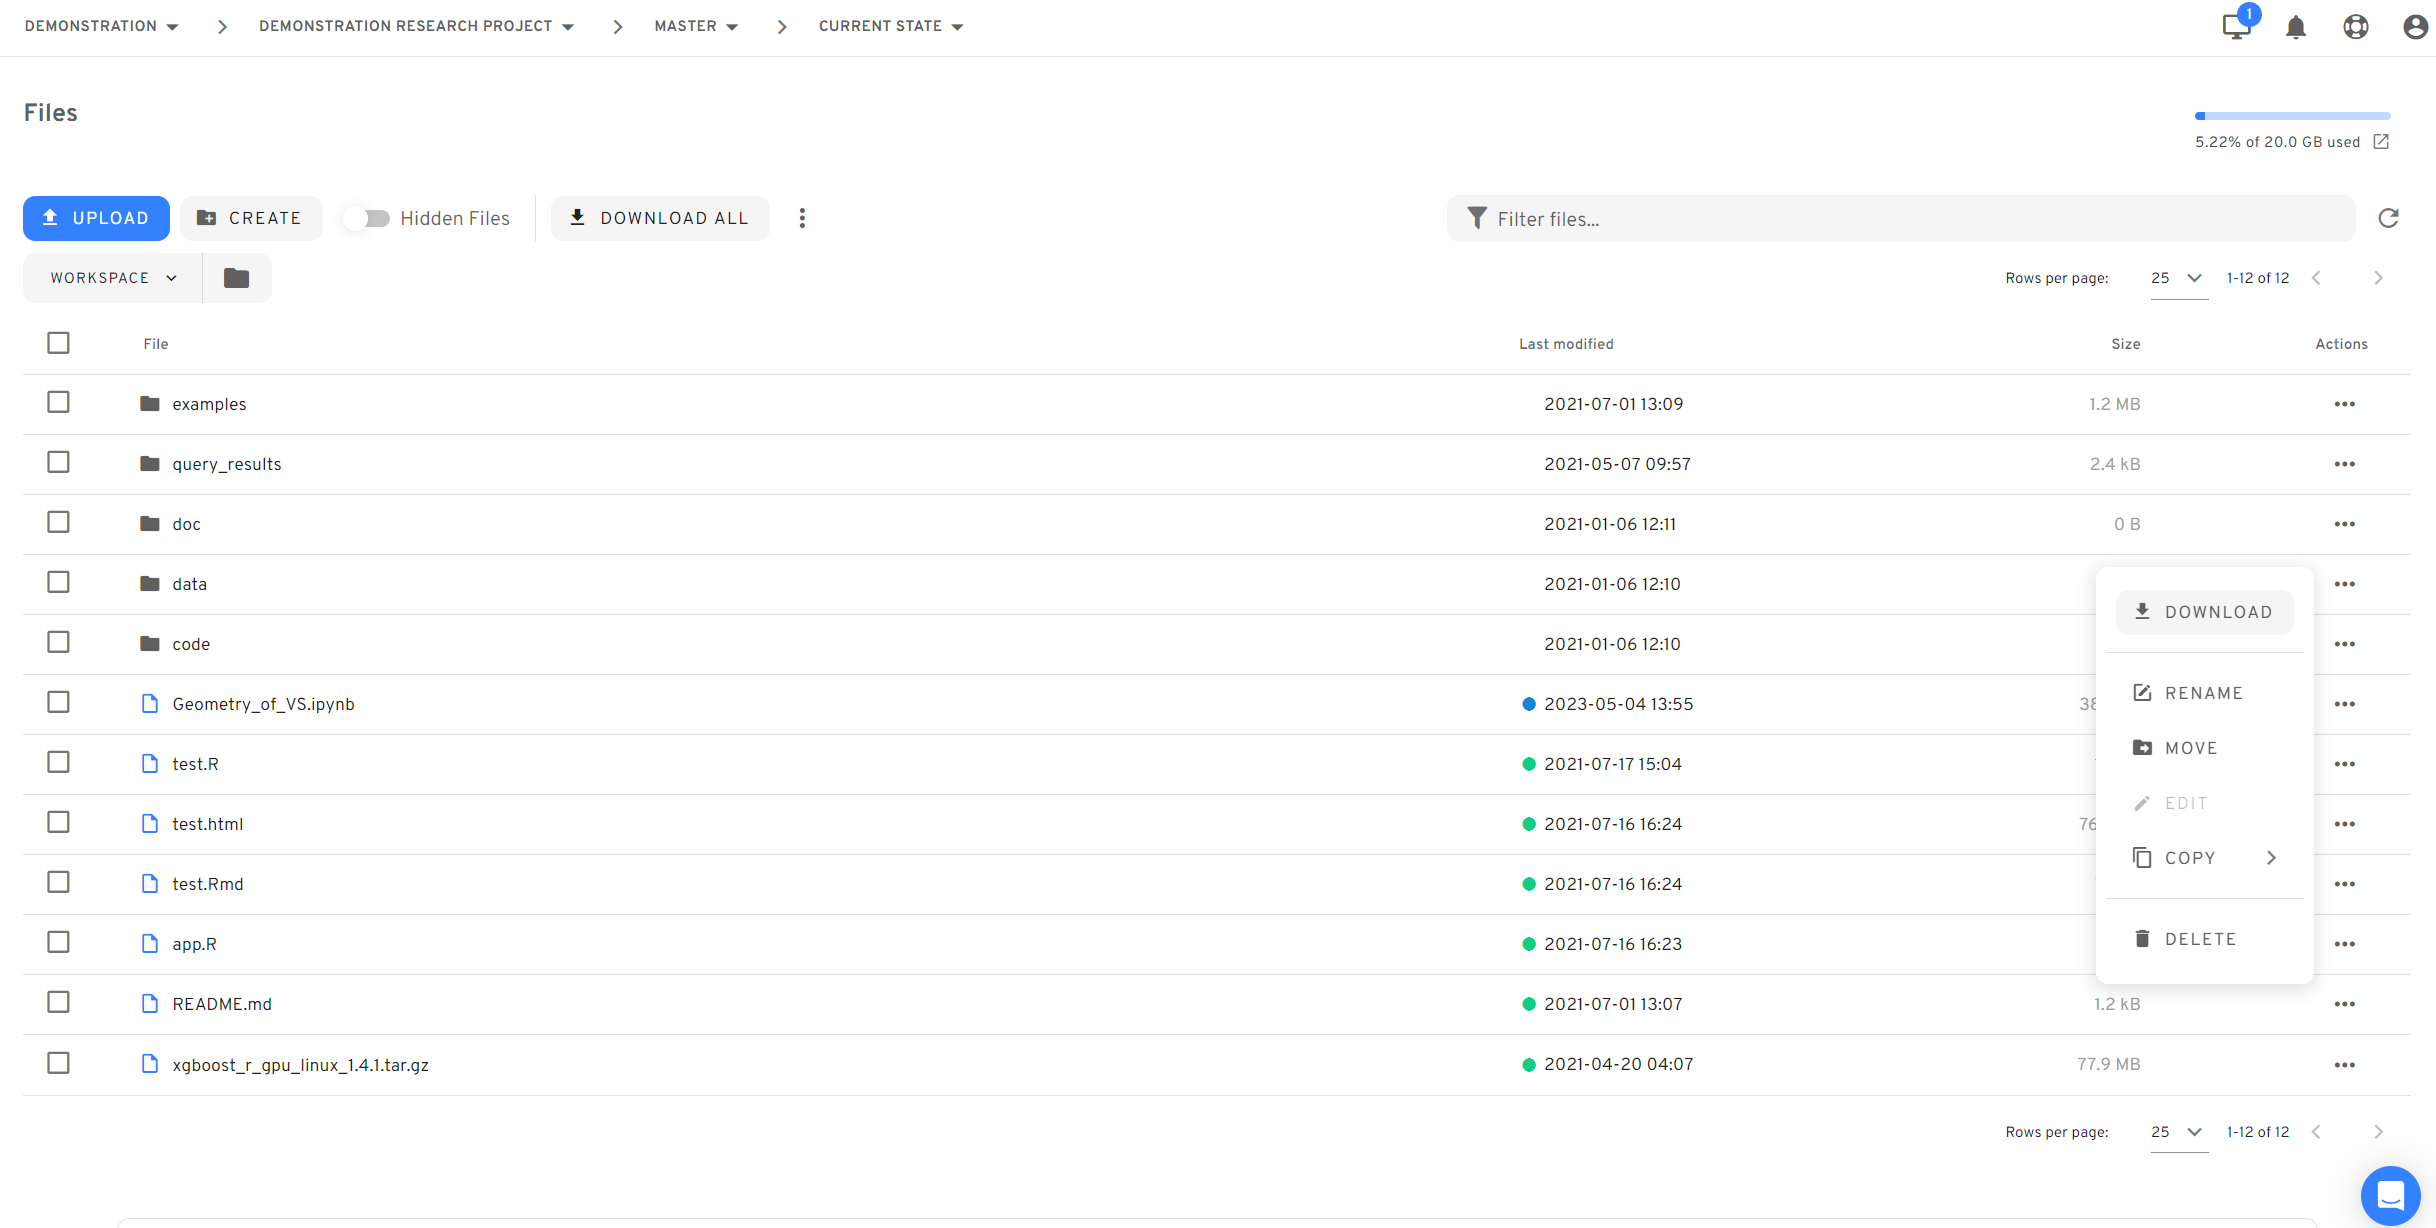 DEMONSTRATION DEMONSTRATION RESEARCH PROJECT MASTER CURRENT STATE 1
Files
5.22% of 20.0 GB used
UPLOAD CREATE Hidden Files DOWNLOAD ALL Filter files...
WORKSPACE Rows per page: 25 1-12 of 12
File Last modified Size Actions
examples 2021-07-01 13:09 1.2 MB
query_results 2021-05-07 09:57 2.4 kB
doc 2021-01-06 12:11 0 B
data 2021-01-06 12:10
DOWNLOAD
code 2021-01-06 12:10
RENAME
Geometry_of_VS.ipynb 2023-05-04 13:55
MOVE
test.R 2021-07-17 15:04
EDIT
test.html 2021-07-16 16:24
COPY
test.Rmd 2021-07-16 16:24
DELETE
app.R 2021-07-16 16:23
README.md 2021-07-01 13:07 1.2 kB
xgboost_r_gpu_linux_1.4.1.tar.gz 2021-04-20 04:07 77.9 MB
Rows per page: 25 1-12 of 12